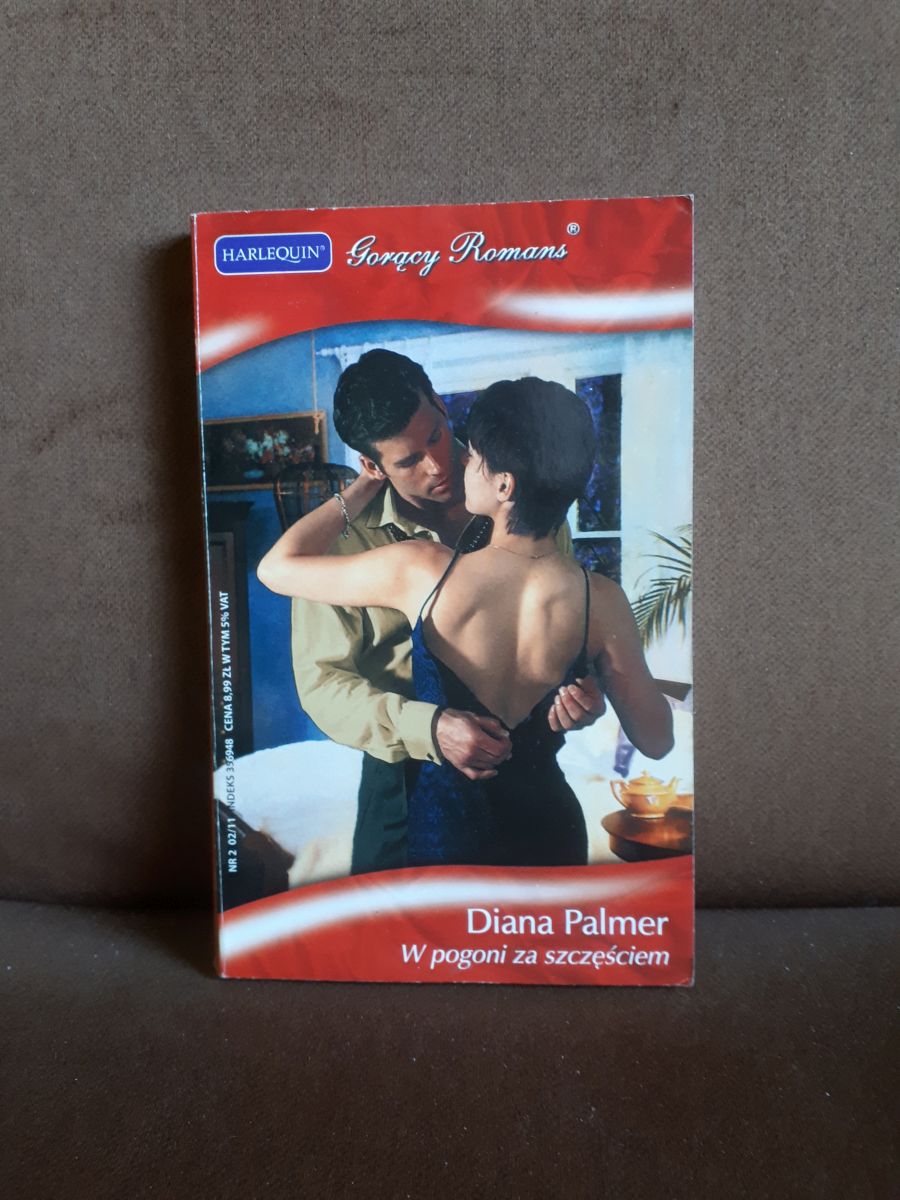 HARLEQUIN®
Gorący Romans®
NR 2 02/11 INDEKS 356948 CENA 8,99 ZŁ W TYM 5% VAT
Diana Palmer
W pogoni za szczęściem